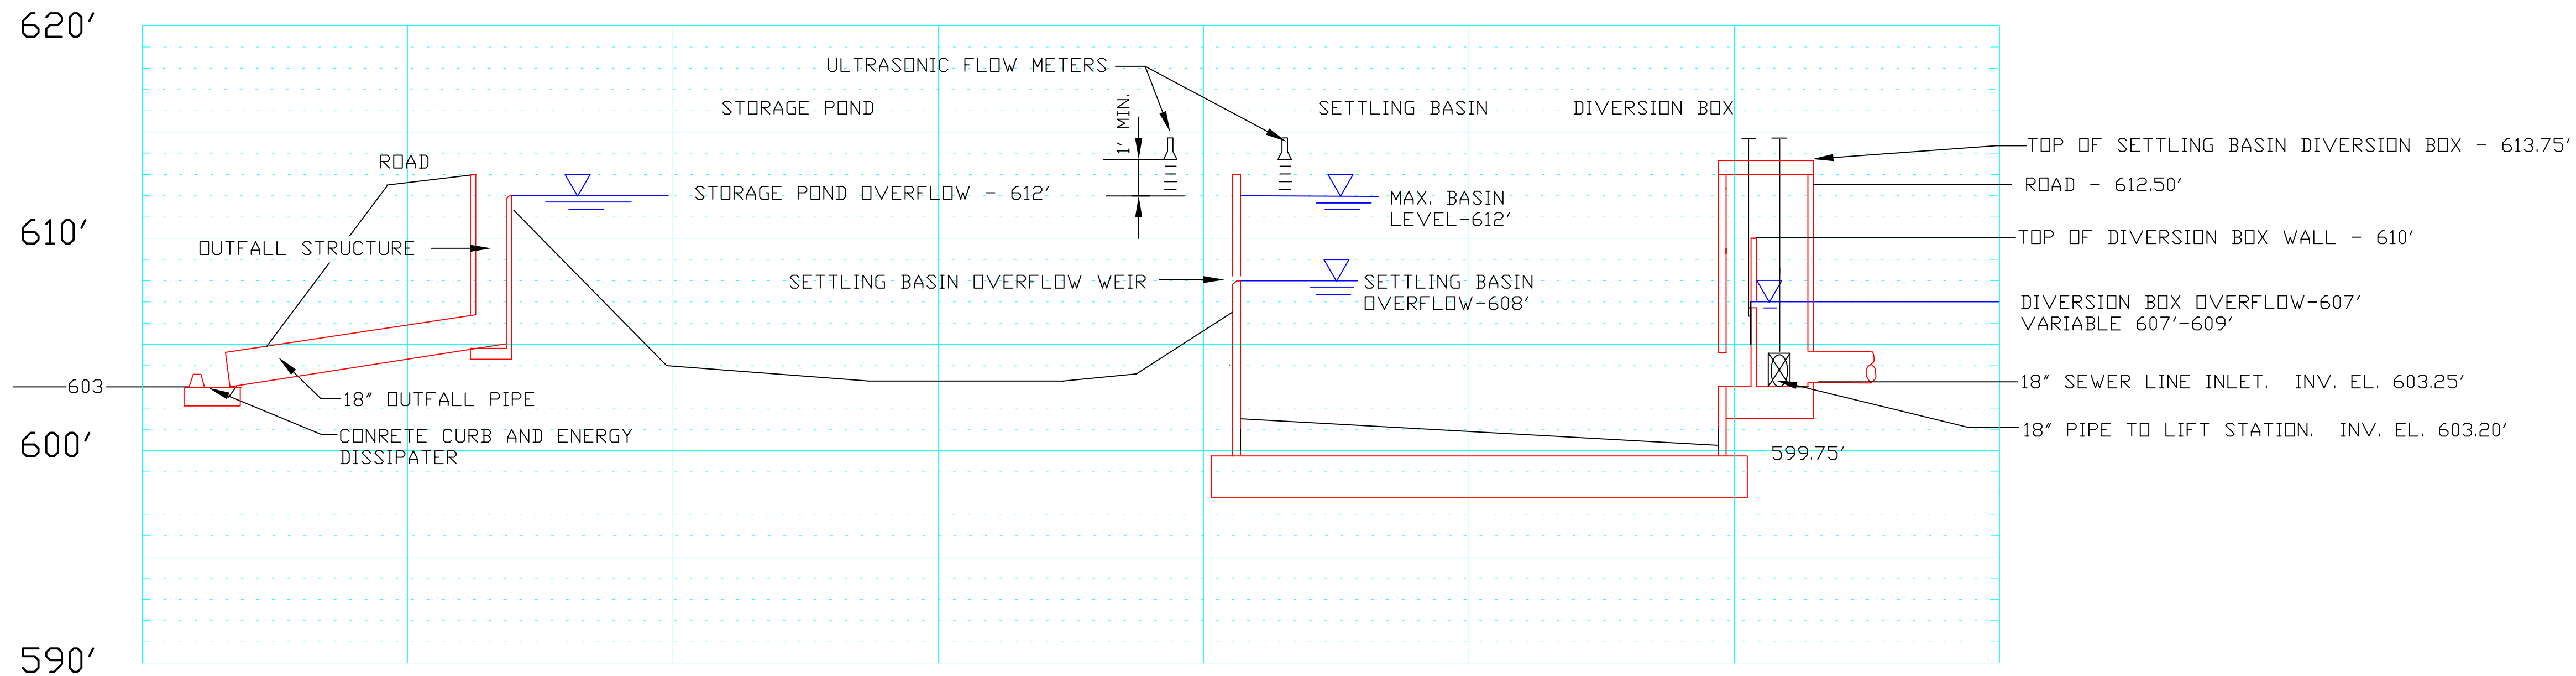 620'
ULTRASONIC FLOW METERS
STORAGE POND
1' MIN.
SETTLING BASIN
DIVERSION BOX
TOP OF SETTLING BASIN DIVERSION BOX - 613.75'
ROAD
STORAGE POND OVERFLOW - 612'
MAX. BASIN
LEVEL-612'
ROAD - 612.50'
610'
OUTFALL STRUCTURE
TOP OF DIVERSION BOX WALL - 610'
SETTLING BASIN OVERFLOW WEIR
SETTLING BASIN
OVERFLOW-608'
DIVERSION BOX OVERFLOW-607'
VARIABLE 607'-609'
603
18" OUTFALL PIPE
18" SEWER LINE INLET. INV. EL. 603.25'
CONRETE CURB AND ENERGY
DISSIPATER
18" PIPE TO LIFT STATION. INV. EL. 603.20'
600'
599.75'
590'